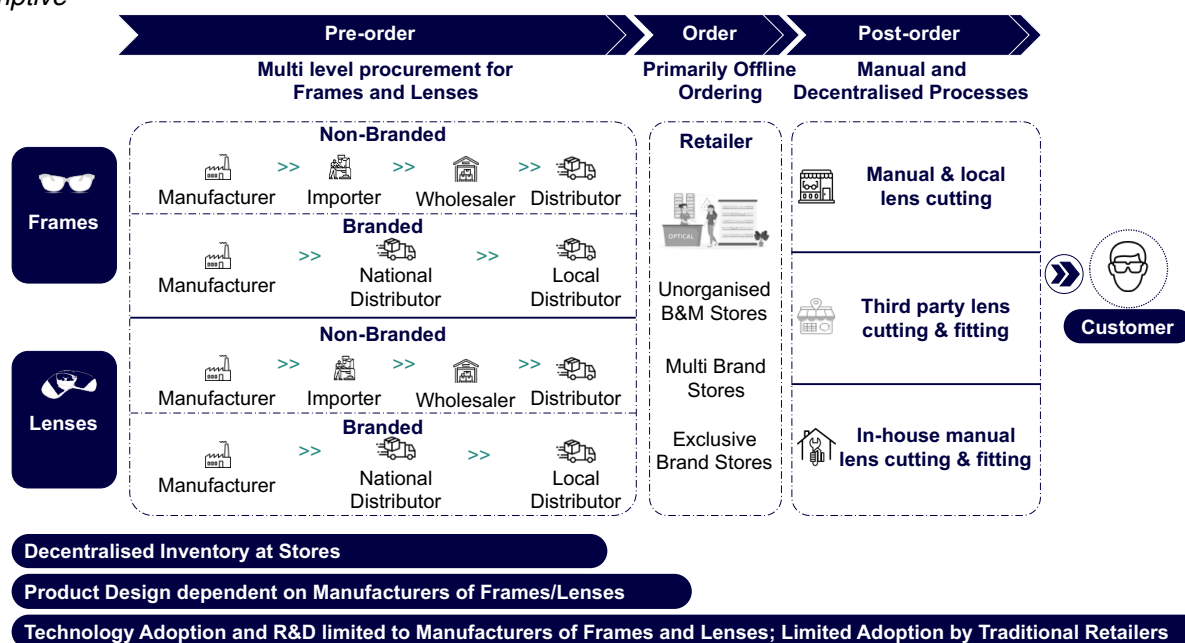 Pre-order
Order
Post-order
Multi level procurement for
Frames and Lenses
Primarily Offline
Ordering
Manual and
Decentralised Processes
Frames
Non-Branded
>> >> >>
Manufacturer Importer Wholesaler Distributor
Branded
>> >>
Manufacturer National
Distributor
Local
Distributor
Lenses
Non-Branded
>> >> >>
Manufacturer Importer Wholesaler Distributor
Branded
>> >>
Manufacturer National
Distributor
Local
Distributor
Retailer
OPTICAL
Unorganised
B&M Stores
Multi Brand
Stores
Exclusive
Brand Stores
Manual & local
lens cutting
Third party lens
cutting & fitting
In-house manual
lens cutting & fitting
Customer
Decentralised Inventory at Stores
Product Design dependent on Manufacturers of Frames/Lenses
Technology Adoption and R&D limited to Manufacturers of Frames and Lenses; Limited Adoption by Traditional Retailers